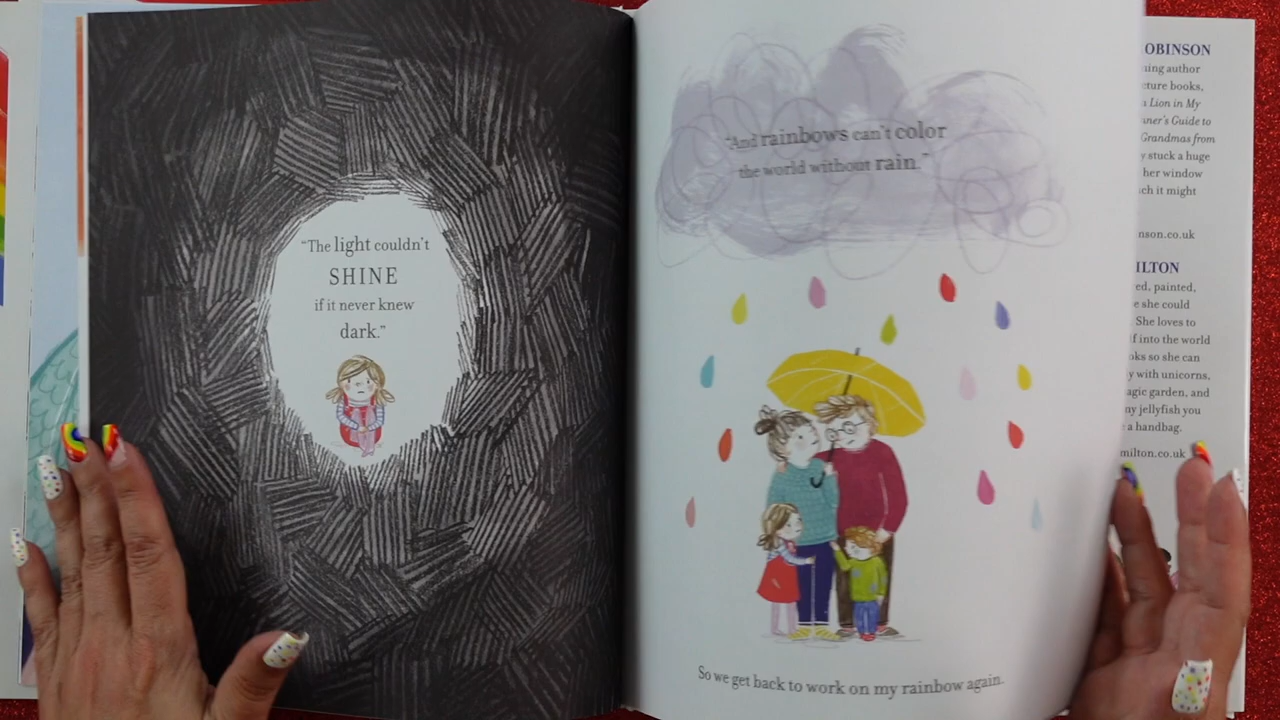 “The light couldn’t
SHINE
if it never knew
dark.”
“And rainbows can’t color
the world without rain.”
So we get back to work on my rainbow again.
OBINSON
author
cture books,
Lion in My
ner's Guide to
Grandmas from
y stuck a huge
her window
ch it might
nson.co.uk
ILTON
ed, painted,
e she could
She loves to
f into the world
oks so she can
y with unicorns,
agic garden, and
ny jellyfish you
a handbag.
milton.co.uk